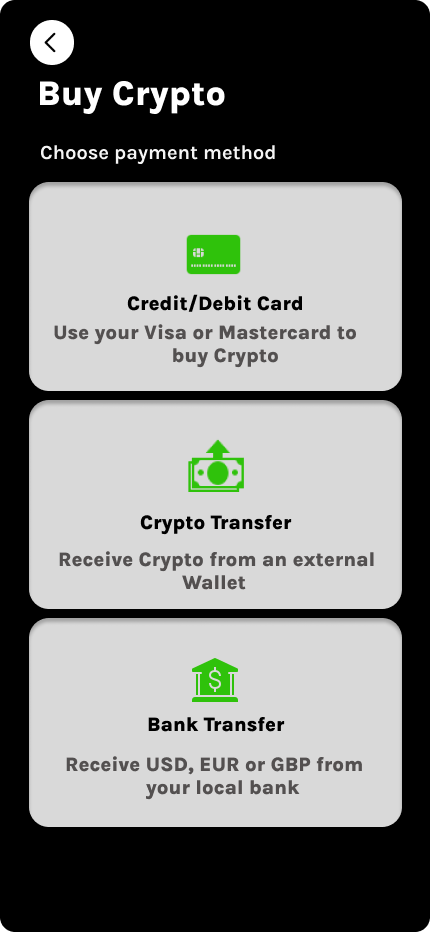 Buy Crypto
Choose payment method
Credit/Debit Card
Use your Visa or Mastercard to
buy Crypto
Crypto Transfer
Receive Crypto from an external
Wallet
$
Bank Transfer
Receive USD, EUR or GBP from
your local bank